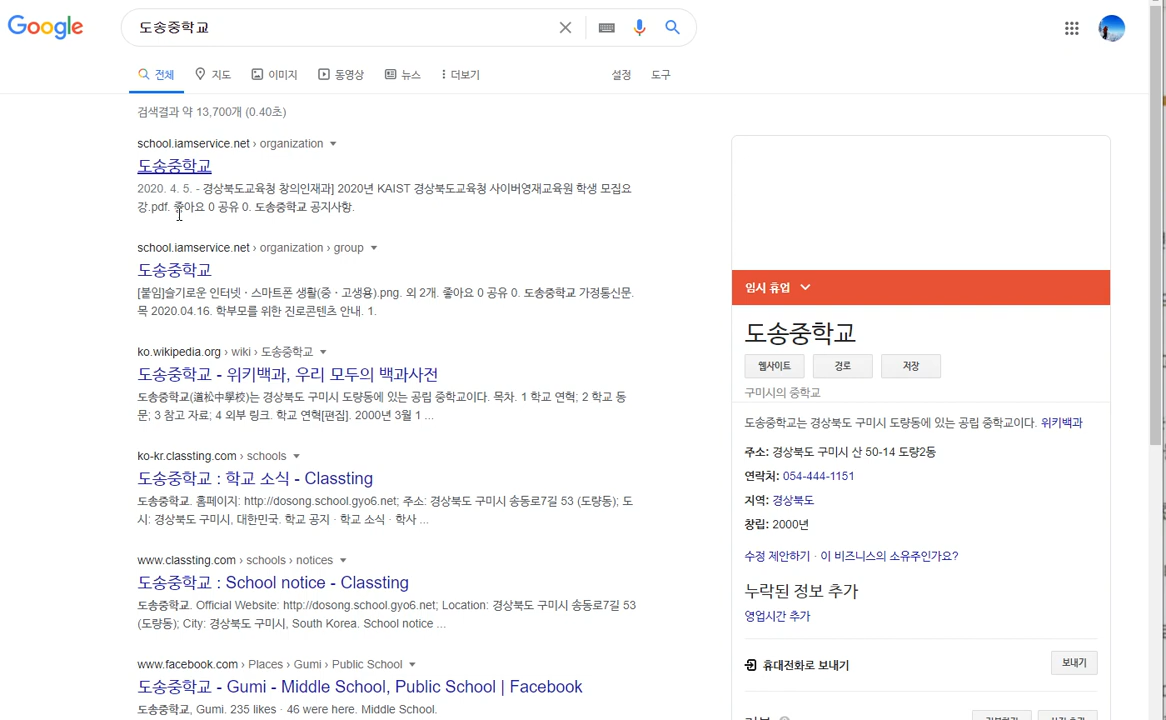 Google
도송중학교
전체 지도 이미지 동영상 뉴스 더보기 설정 도구
검색결과 약 13,700개 (0.40초)
school.iamservice.net › organization
도송중학교
2020. 4. 5. - 경상북도교육청 창의인재과] 2020년 KAIST 경상북도교육청 사이버영재교육원 학생 모집요
강.pdf. 좋아요 0 공유 0. 도송중학교 공지사항.
school.iamservice.net › organization › group
도송중학교
[붙임]슬기로운 인터넷ㆍ스마트폰 생활(중ㆍ고생용).png. 외 2개. 좋아요 0 공유 0. 도송중학교 가정통신문.
목 2020.04.16. 학부모를 위한 진로콘텐츠 안내. 1.
ko.wikipedia.org › wiki › 도송중학교
도송중학교 - 위키백과, 우리 모두의 백과사전
도송중학교(道松中學校)는 경상북도 구미시 도량동에 있는 공립 중학교이다. 목차. 1 학교 연혁; 2 학교 동
문; 3 참고 자료; 4 외부 링크. 학교 연혁[편집]. 2000년 3월 1 ...
ko-kr.classting.com › schools
도송중학교 : 학교 소식 - Classting
도송중학교. 홈페이지: http://dosong.school.gyo6.net; 주소: 경상북도 구미시 송동로7길 53 (도량동); 도
시: 경상북도 구미시, 대한민국. 학교 공지 · 학교 소식 · 학사 ...
www.classting.com › schools › notices
도송중학교 : School notice - Classting
도송중학교. Official Website: http://dosong.school.gyo6.net; Location: 경상북도 구미시 송동로7길 53
(도량동); City: 경상북도 구미시, South Korea. School notice ...
www.facebook.com › Places › Gumi › Public School
도송중학교 - Gumi - Middle School, Public School | Facebook
도송중학교, Gumi. 235 likes · 46 were here. Middle School.
임시 휴업
도송중학교
웹사이트 경로 저장
구미시의 중학교
도송중학교는 경상북도 구미시 도량동에 있는 공립 중학교이다. 위키백과
주소: 경상북도 구미시 산 50-14 도량2동
연락처: 054-444-1151
지역: 경상북도
창립: 2000년
수정 제안하기 · 이 비즈니스의 소유주인가요?
누락된 정보 추가
영업시간 추가
휴대전화로 보내기 보내기